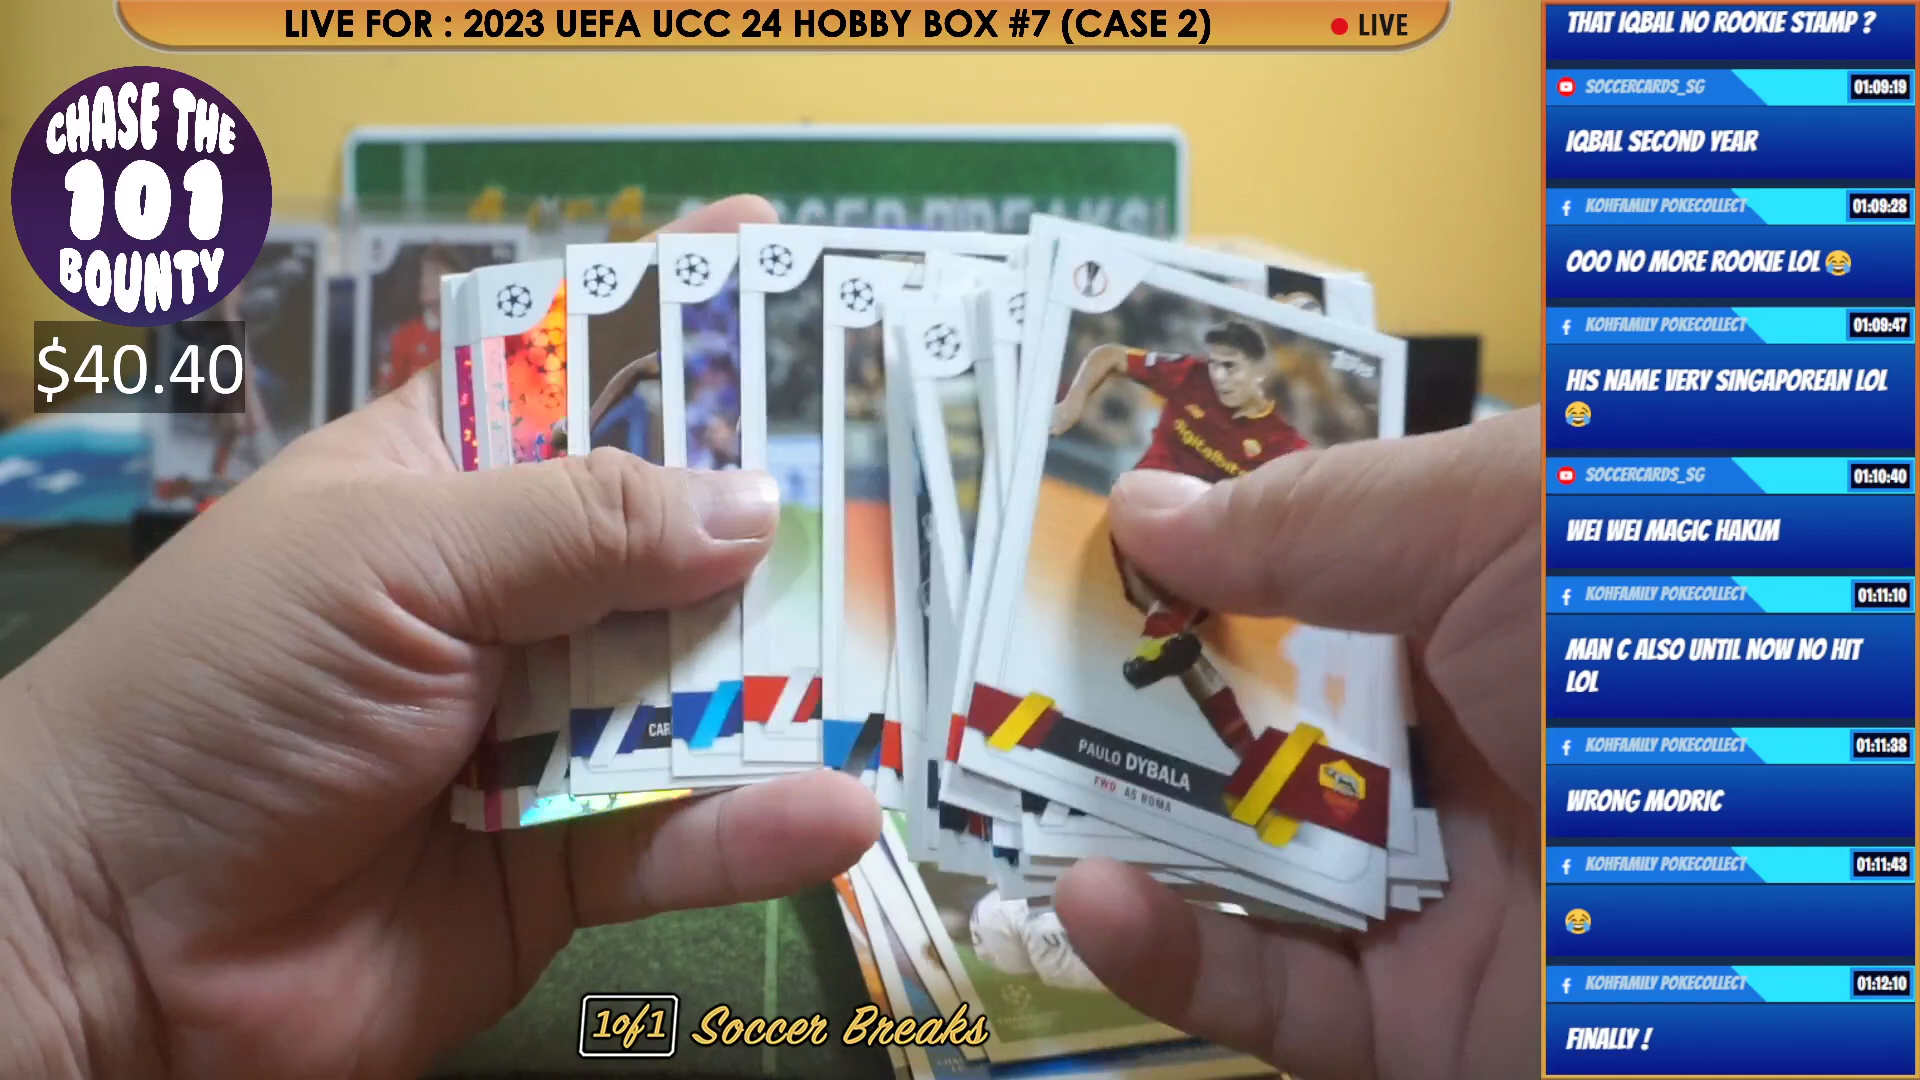 LIVE FOR : 2023 UEFA UCC 24 HOBBY BOX #7 (CASE 2)
LIVE
CHASE THE
101
BOUNTY
$40.40
CAR
PAULO DYBALA
FWD AS ROMA
digitalbits
topps
1of1 Soccer Breaks
THAT IQBAL NO ROOKIE STAMP ?
SOCCERCARDS_SG 01:09:19
IQBAL SECOND YEAR
KOHFAMILY POKECOLLECT 01:09:28
OOO NO MORE ROOKIE LOL 😂
KOHFAMILY POKECOLLECT 01:09:47
HIS NAME VERY SINGAPOREAN LOL
😂
SOCCERCARDS_SG 01:10:40
WEI WEI MAGIC HAKIM
KOHFAMILY POKECOLLECT 01:11:10
MAN C ALSO UNTIL NOW NO HIT
LOL
KOHFAMILY POKECOLLECT 01:11:38
WRONG MODRIC
KOHFAMILY POKECOLLECT 01:11:43
😂
KOHFAMILY POKECOLLECT 01:12:10
FINALLY !